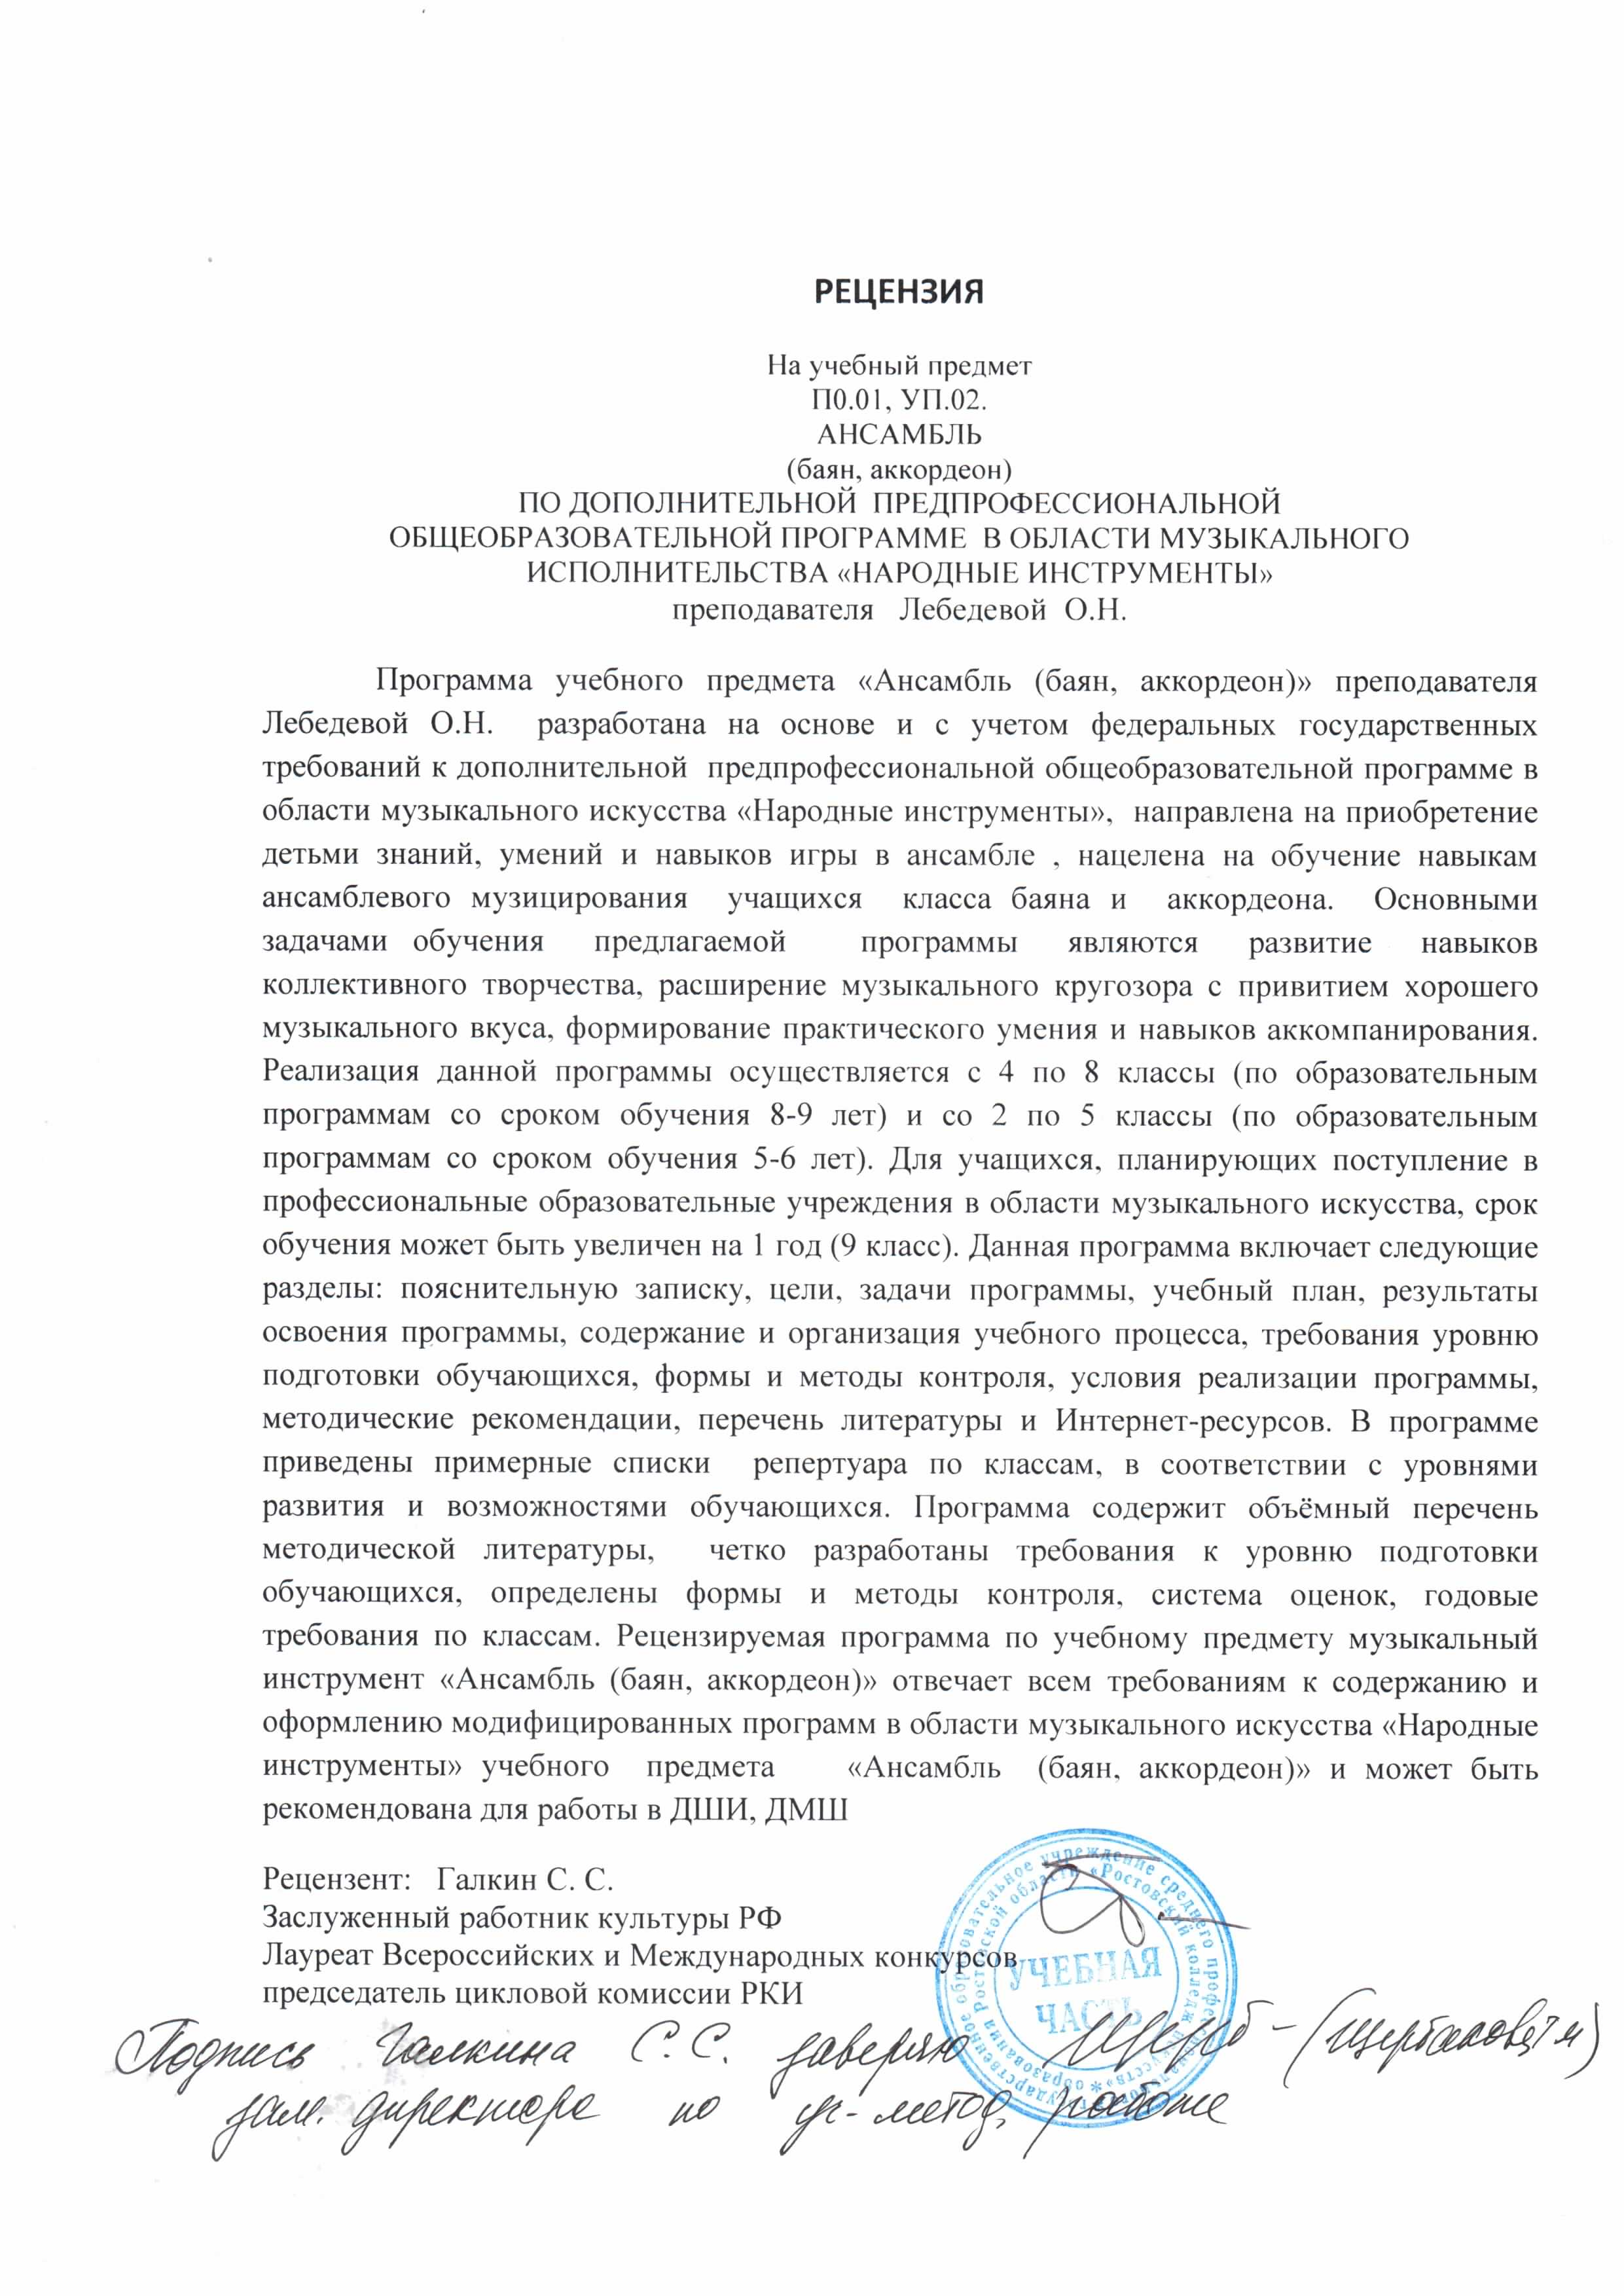 РЕЦЕНЗИЯ
На учебный предмет
П0.01, УП.02.
АНСАМБЛЬ
(баян, аккордеон)
ПО ДОПОЛНИТЕЛЬНОЙ ПРЕДПРОФЕССИОНАЛЬНОЙ
ОБЩЕОБРАЗОВАТЕЛЬНОЙ ПРОГРАММЕ В ОБЛАСТИ МУЗЫКАЛЬНОГО
ИСПОЛНИТЕЛЬСТВА «НАРОДНЫЕ ИНСТРУМЕНТЫ»
преподавателя Лебедевой О.Н.
Программа учебного предмета «Ансамбль (баян, аккордеон)» преподавателя
Лебедевой О.Н. разработана на основе и с учетом федеральных государственных
требований к дополнительной предпрофессиональной общеобразовательной программе в
области музыкального искусства «Народные инструменты», направлена на приобретение
детьми знаний, умений и навыков игры в ансамбле , нацелена на обучение навыкам
ансамблевого музицирования учащихся класса баяна и аккордеона. Основными
задачами обучения предлагаемой программы являются развитие навыков
коллективного творчества, расширение музыкального кругозора с привитием хорошего
музыкального вкуса, формирование практического умения и навыков аккомпанирования.
Реализация данной программы осуществляется с 4 по 8 классы (по образовательным
программам со сроком обучения 8-9 лет) и со 2 по 5 классы (по образовательным
программам со сроком обучения 5-6 лет). Для учащихся, планирующих поступление в
профессиональные образовательные учреждения в области музыкального искусства, срок
обучения может быть увеличен на 1 год (9 класс). Данная программа включает следующие
разделы: пояснительную записку, цели, задачи программы, учебный план, результаты
освоения программы, содержание и организация учебного процесса, требования уровню
подготовки обучающихся, формы и методы контроля, условия реализации программы,
методические рекомендации, перечень литературы и Интернет-ресурсов. В программе
приведены примерные списки репертуара по классам, в соответствии с уровнями
развития и возможностями обучающихся. Программа содержит объёмный перечень
методической литературы, четко разработаны требования к уровню подготовки
обучающихся, определены формы и методы контроля, система оценок, годовые
требования по классам. Рецензируемая программа по учебному предмету музыкальный
инструмент «Ансамбль (баян, аккордеон)» отвечает всем требованиям к содержанию и
оформлению модифицированных программ в области музыкального искусства «Народные
инструменты» учебного предмета «Ансамбль (баян, аккордеон)» и может быть
рекомендована для работы в ДШИ, ДМШ
Рецензент: Галкин С. С.
Заслуженный работник культуры РФ
Лауреат Всероссийских и Международных конкурсов
председатель цикловой комиссии РКИ
УЧЕБНАЯ
ЧАСТЬ
Подпись Галкина С.С. заверяю
зам. директора по уч-метод. работе